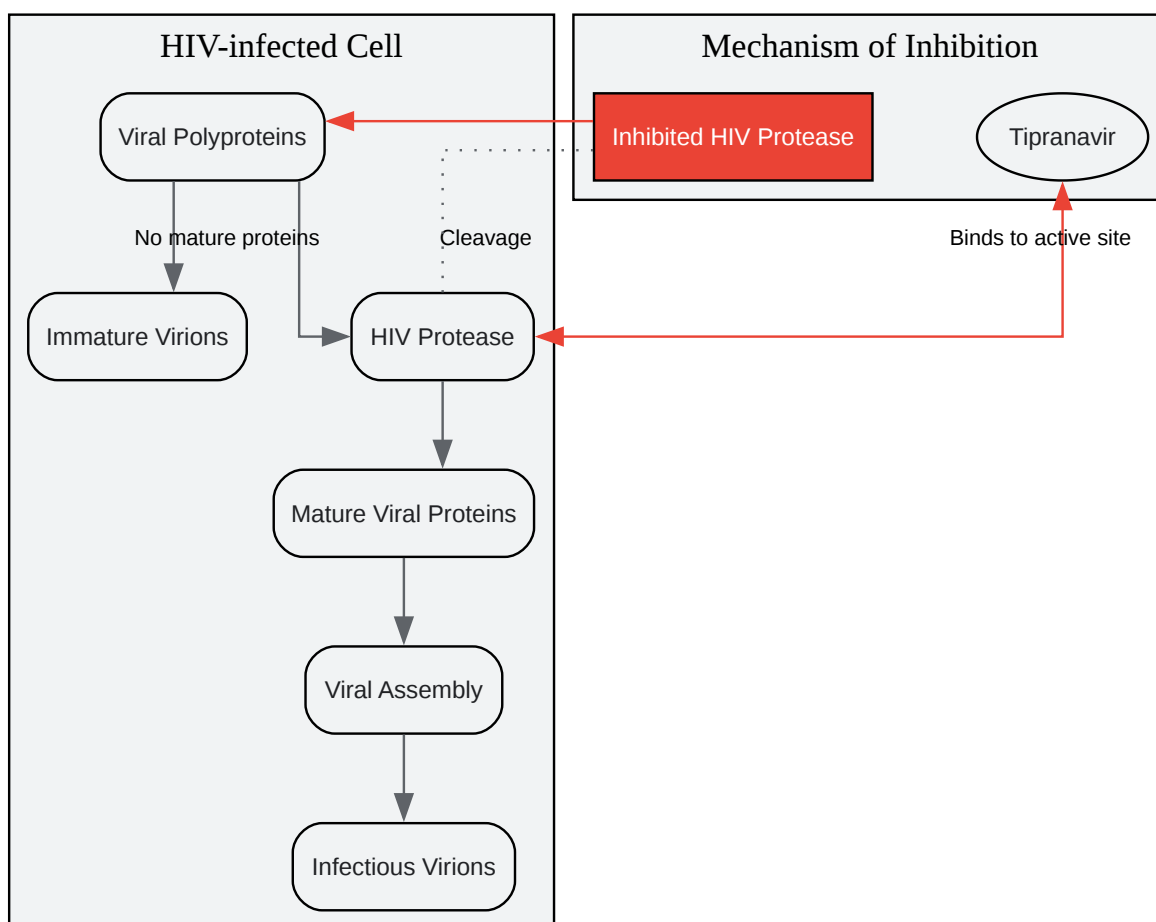 HIV-infected Cell
Mechanism of Inhibition
Viral Polyproteins
Inhibited HIV Protease
Tipranavir
No mature proteins
Cleavage
Binds to active site
Immature Virions
HIV Protease
Mature Viral Proteins
Viral Assembly
Infectious Virions